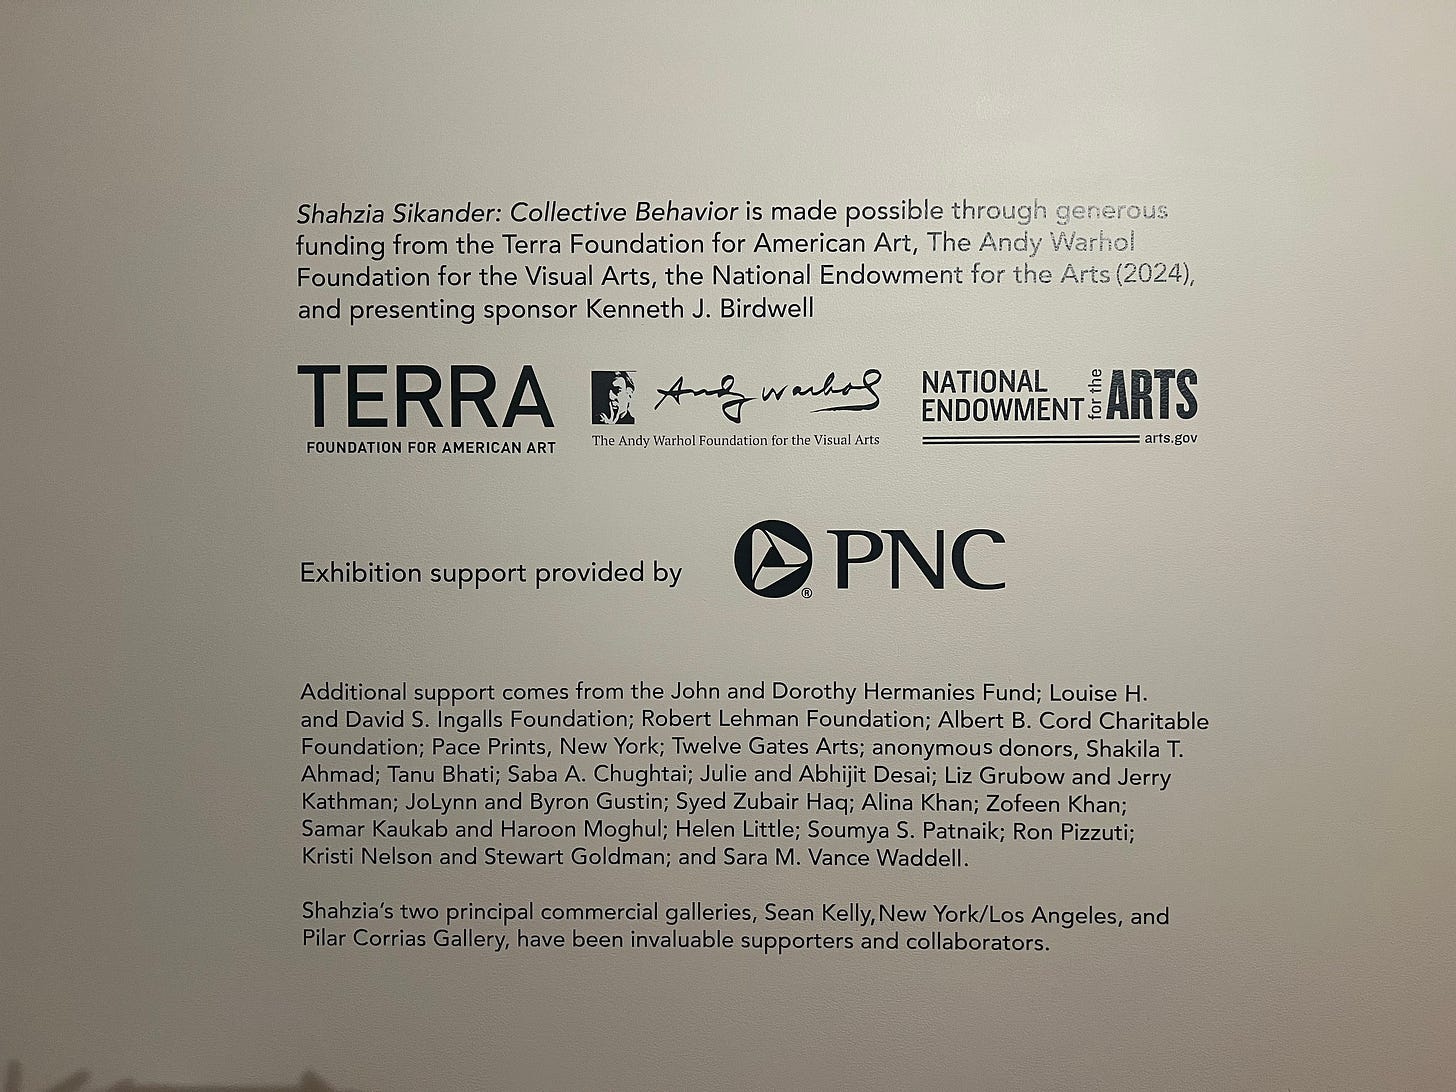 Shahzia Sikander: Collective Behavior is made possible through generous
funding from the Terra Foundation for American Art, The Andy Warhol
Foundation for the Visual Arts, the National Endowment for the Arts (2024),
and presenting sponsor Kenneth J. Birdwell
TERRA
FOUNDATION FOR AMERICAN ART
Andy Warhol
The Andy Warhol Foundation for the Visual Arts
NATIONAL
ENDOWMENT for the ARTS
arts.gov
Exhibition support provided by
® PNC
Additional support comes from the John and Dorothy Hermanies Fund; Louise H.
and David S. Ingalls Foundation; Robert Lehman Foundation; Albert B. Cord Charitable
Foundation; Pace Prints, New York; Twelve Gates Arts; anonymous donors, Shakila T.
Ahmad; Tanu Bhati; Saba A. Chughtai; Julie and Abhijit Desai; Liz Grubow and Jerry
Kathman; JoLynn and Byron Gustin; Syed Zubair Haq; Alina Khan; Zofeen Khan;
Samar Kaukab and Haroon Moghul; Helen Little; Soumya S. Patnaik; Ron Pizzuti;
Kristi Nelson and Stewart Goldman; and Sara M. Vance Waddell.
Shahzia's two principal commercial galleries, Sean Kelly, New York/Los Angeles, and
Pilar Corrias Gallery, have been invaluable supporters and collaborators.